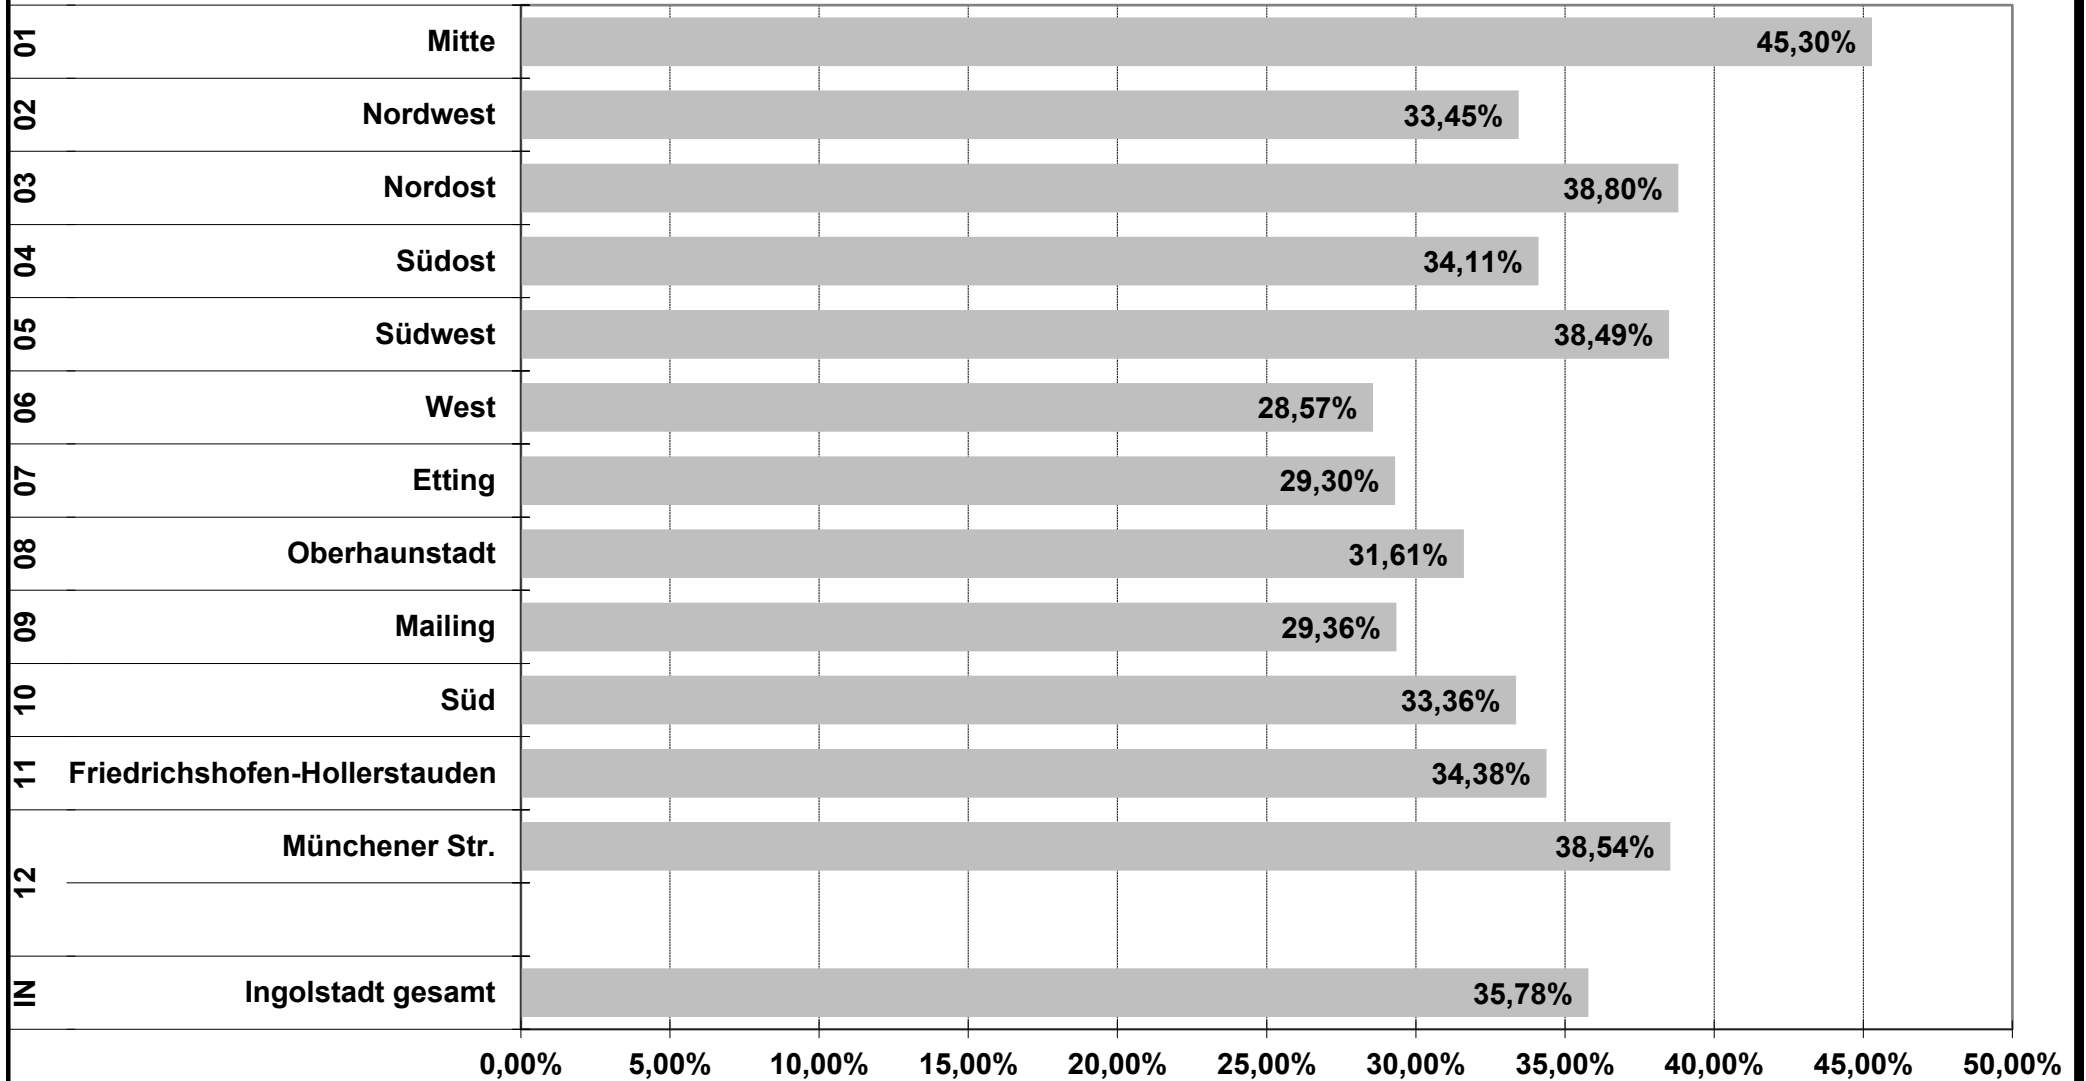 01 Mitte 45,30%
02 Nordwest 33,45%
03 Nordost 38,80%
04 Südost 34,11%
05 Südwest 38,49%
06 West 28,57%
07 Etting 29,30%
08 Oberhaunstadt 31,61%
09 Mailing 29,36%
10 Süd 33,36%
11 Friedrichshofen-Hollerstauden 34,38%
12 Münchener Str. 38,54%
IN Ingolstadt gesamt 35,78%
0,00% 5,00% 10,00% 15,00% 20,00% 25,00% 30,00% 35,00% 40,00% 45,00% 50,00%